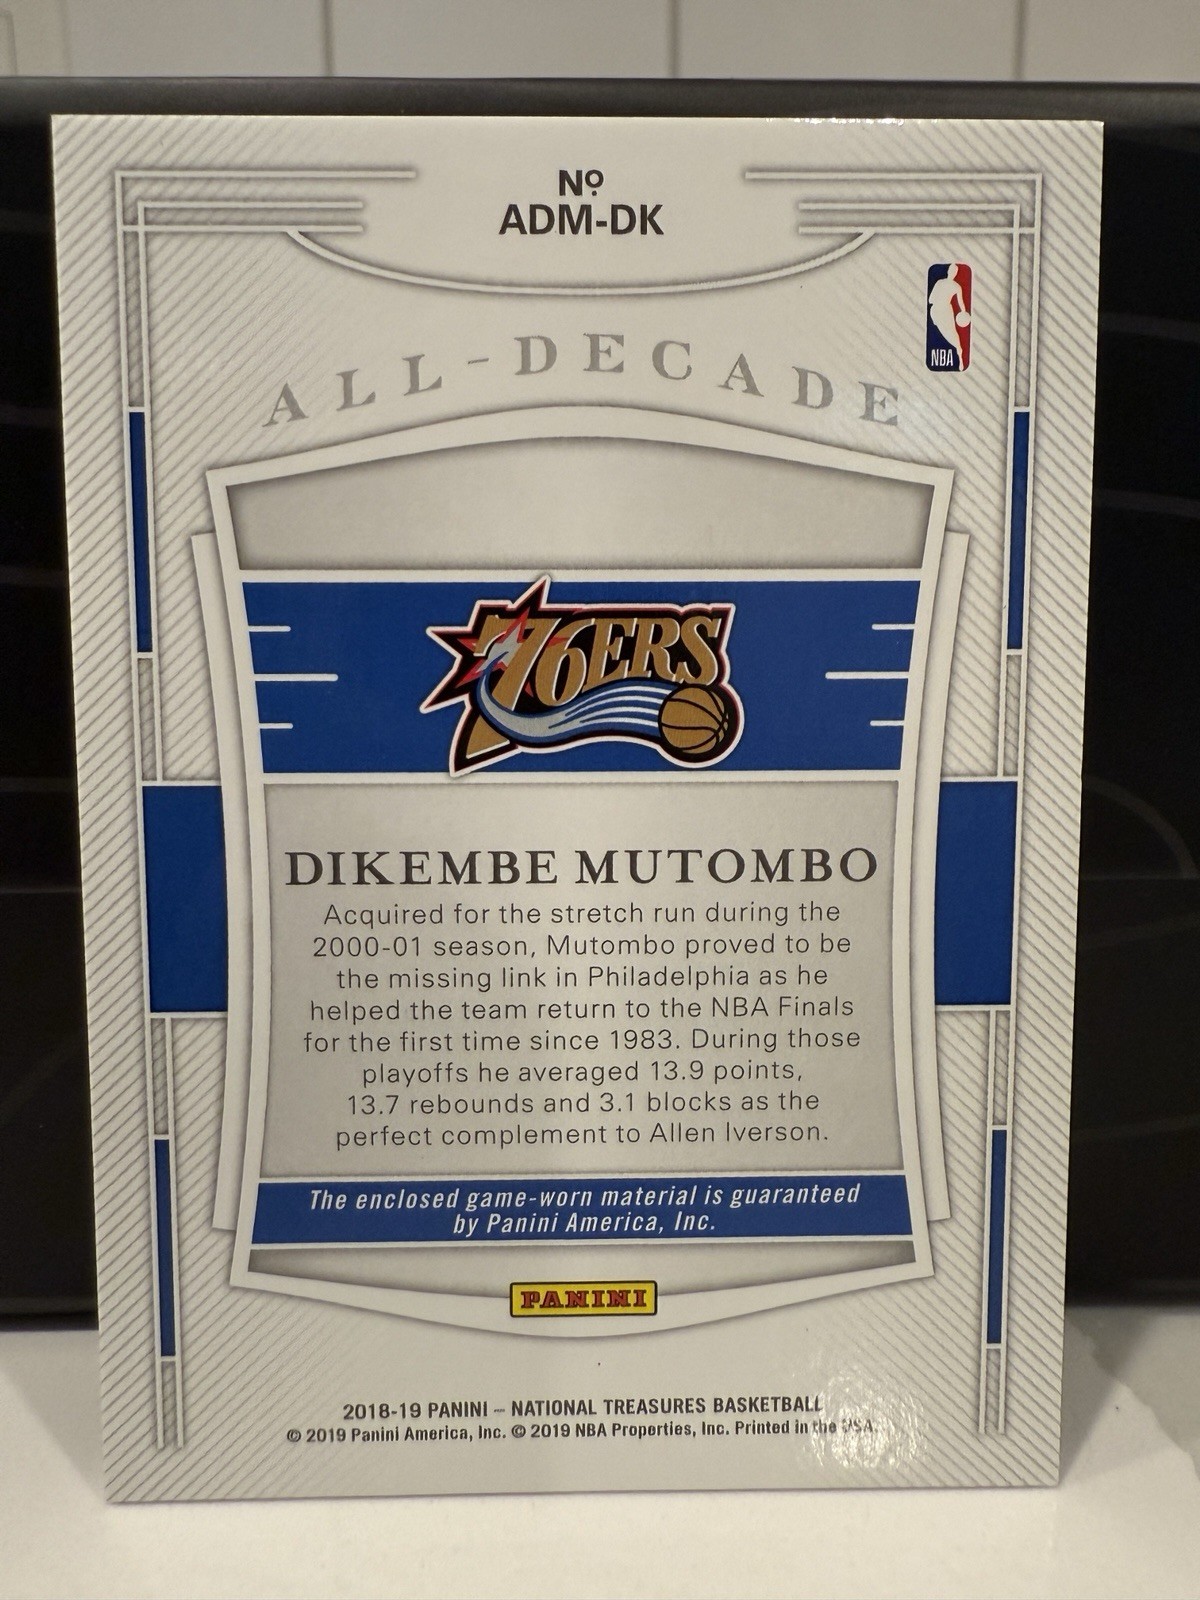 Nº
ADM-DK
NBA
ALL-DECADE
76ERS
DIKEMBE MUTOMBO
Acquired for the stretch run during the
2000-01 season, Mutombo proved to be
the missing link in Philadelphia as he
helped the team return to the NBA Finals
for the first time since 1983. During those
playoffs he averaged 13.9 points,
13.7 rebounds and 3.1 blocks as the
perfect complement to Allen Iverson.
The enclosed game-worn material is guaranteed
by Panini America, Inc.
PANINI
2018-19 PANINI – NATIONAL TREASURES BASKETBALL
© 2019 Panini America, Inc. © 2019 NBA Properties, Inc. Printed in the USA.